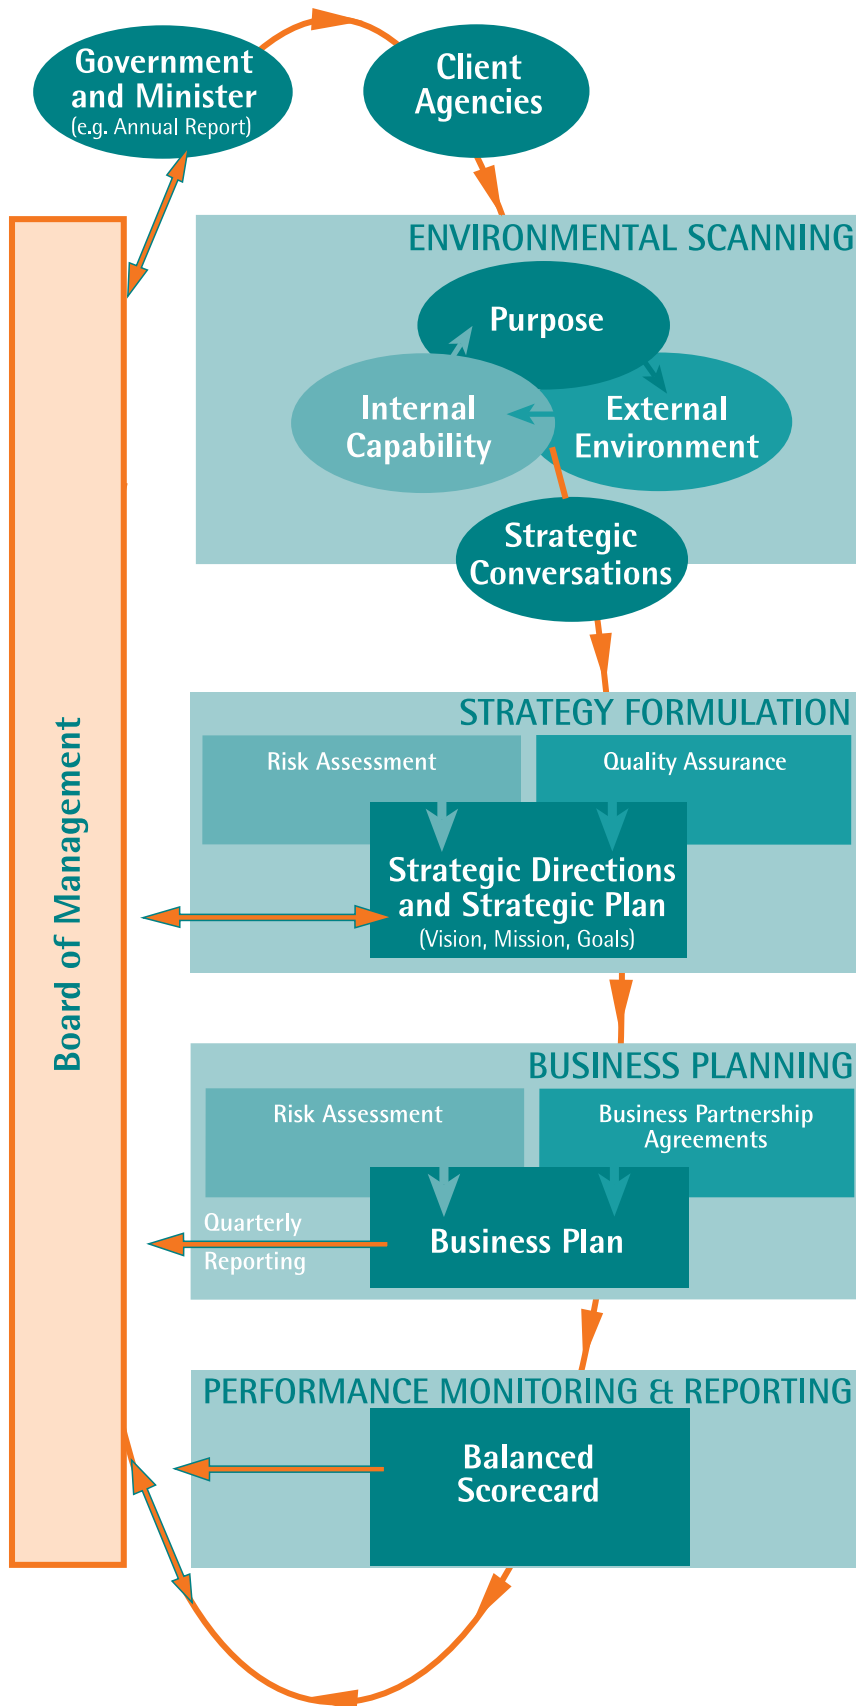 Government
and Minister
(e.g. Annual Report)
Client
Agencies
ENVIRONMENTAL SCANNING
Purpose
Internal
Capability
External
Environment
Strategic
Conversations
Board of Management
STRATEGY FORMULATION
Risk Assessment
Quality Assurance
Strategic Directions
and Strategic Plan
(Vision, Mission, Goals)
BUSINESS PLANNING
Risk Assessment
Business Partnership
Agreements
Quarterly
Reporting
Business Plan
PERFORMANCE MONITORING & REPORTING
Balanced
Scorecard